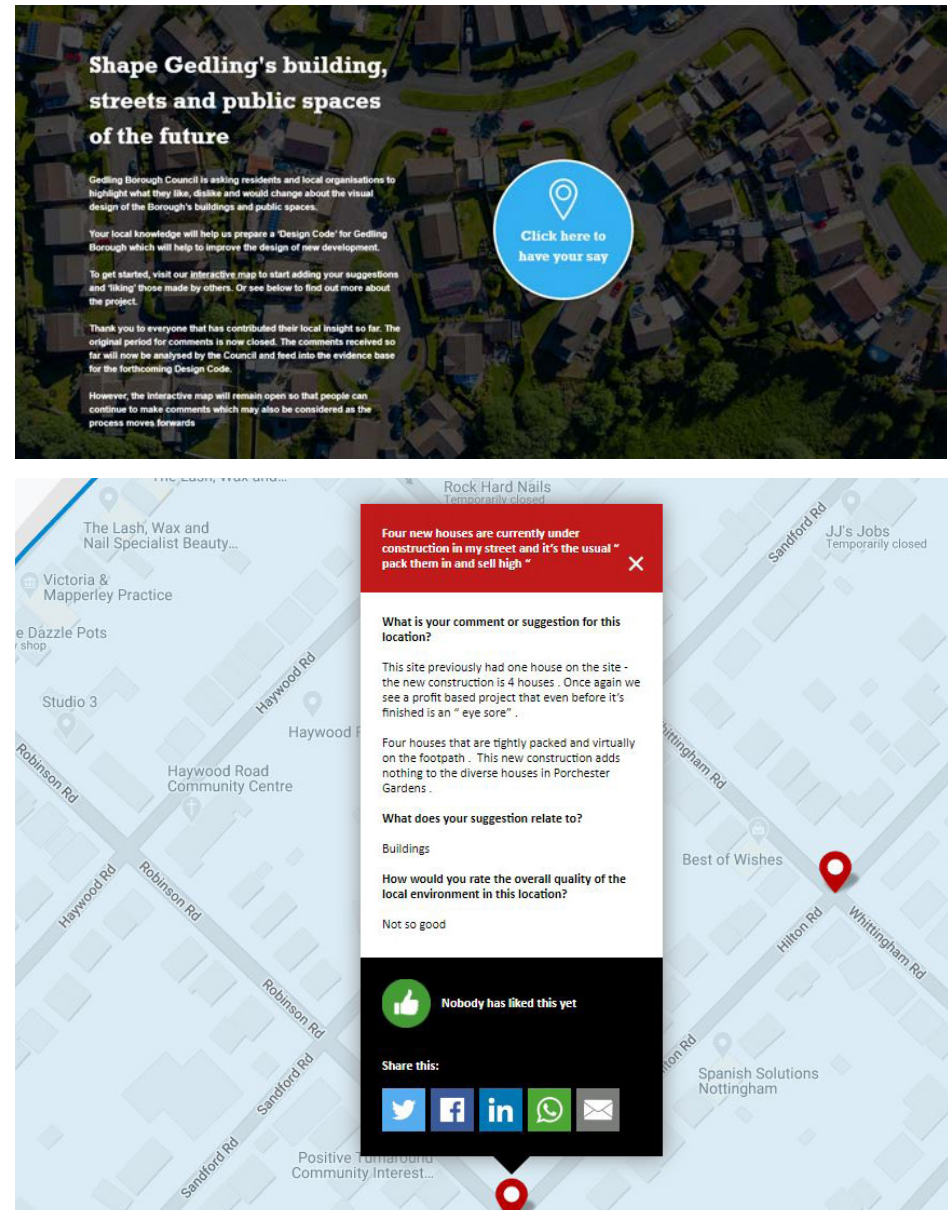 Shape Gedling's building,
streets and public spaces
of the future
Gedling Borough Council is asking residents and local organisations to
highlight what they like, dislike and would change about the visual
design of the Borough's buildings and public spaces.
Your local knowledge will help us prepare a 'Design Code' for Gedling
Borough which will help to improve the design of new development.
To get started, visit our interactive map to start adding your suggestions
and 'liking' those made by others. Or see below to find out more about
the project.
Thank you to everyone that has contributed their local insight so far. The
original period for comments is now closed. The comments received so
far will now be analysed by the Council and feed into the evidence base
for the forthcoming Design Code.
However, the interactive map will remain open so that people can
continue to make comments which may also be considered as the
process moves forwards
Click here to
have your say
The Lash, Wax and...
Rock Hard Nails
Temporarily closed
The Lash, Wax and
Nail Specialist Beauty...
Sandford Rd
JJ's Jobs
Temporarily closed
Four new houses are currently under
construction in my street and it's the usual “
pack them in and sell high “
Victoria &
Mapperley Practice
e Dazzle Pots
y shop
Studio 3
Haywood Rd
Haywood
Robinson Rd
Haywood Road
Community Centre
What is your comment or suggestion for this
location?
This site previously had one house on the site -
the new construction is 4 houses . Once again we
see a profit based project that even before it's
finished is an “ eye sore” .
Four houses that are tightly packed and virtually
on the footpath . This new construction adds
nothing to the diverse houses in Porchester
Gardens .
What does your suggestion relate to?
Buildings
How would you rate the overall quality of the
local environment in this location?
Not so good
Whittingham Rd
Best of Wishes
Haywood Rd
Robinson Rd
Hilton Rd
Whittingham Rd
Robinson Rd
Nobody has liked this yet
Share this:
Sandford Rd
Spanish Solutions
Nottingham
Positive Turnaround
Community Interest...
Sandford Rd